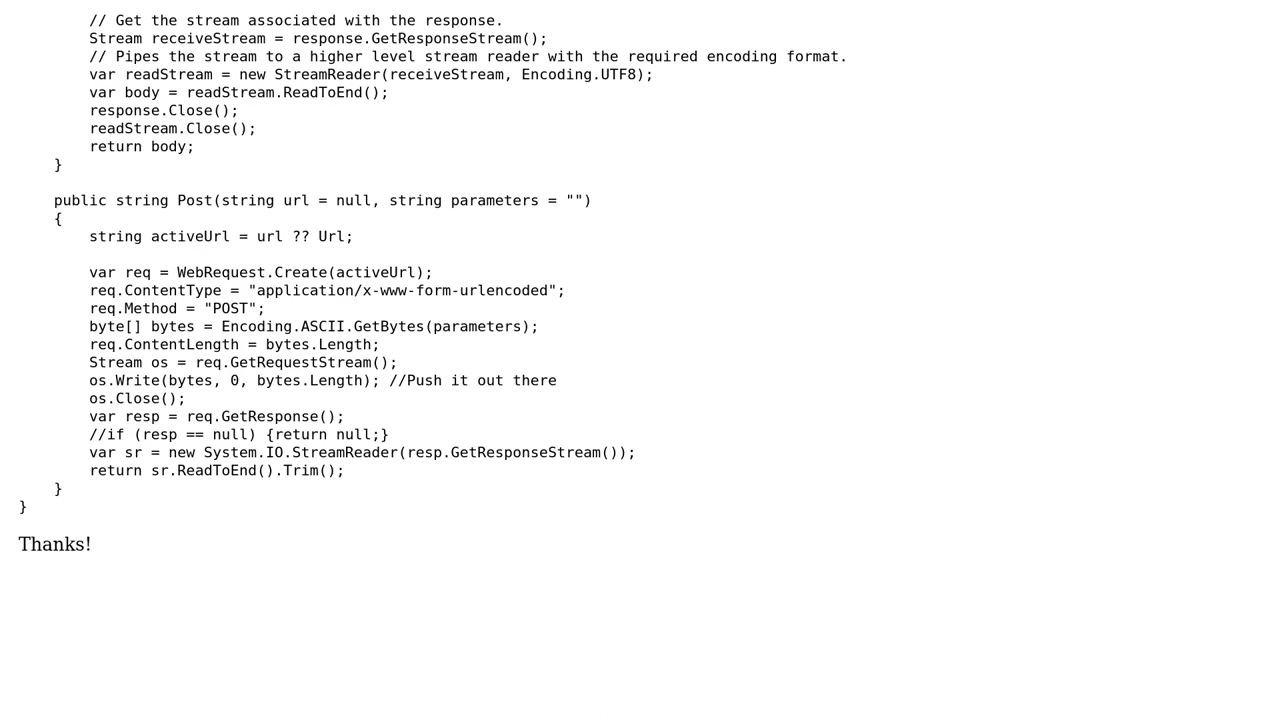 // Get the stream associated with the response.
Stream receiveStream = response.GetResponseStream();
// Pipes the stream to a higher level stream reader with the required encoding format.
var readStream = new StreamReader(receiveStream, Encoding.UTF8);
var body = readStream.ReadToEnd();
response.Close();
readStream.Close();
return body;
}
public string Post(string url = null, string parameters = "")
{
string activeUrl = url ?? Url;
var req = WebRequest.Create(activeUrl);
req.ContentType = "application/x-www-form-urlencoded";
req.Method = "POST";
byte[] bytes = Encoding.ASCII.GetBytes(parameters);
req.ContentLength = bytes.Length;
Stream os = req.GetRequestStream();
os.Write(bytes, 0, bytes.Length); //Push it out there
os.Close();
var resp = req.GetResponse();
//if (resp == null) {return null;}
var sr = new System.IO.StreamReader(resp.GetResponseStream());
return sr.ReadToEnd().Trim();
}
}
Thanks!